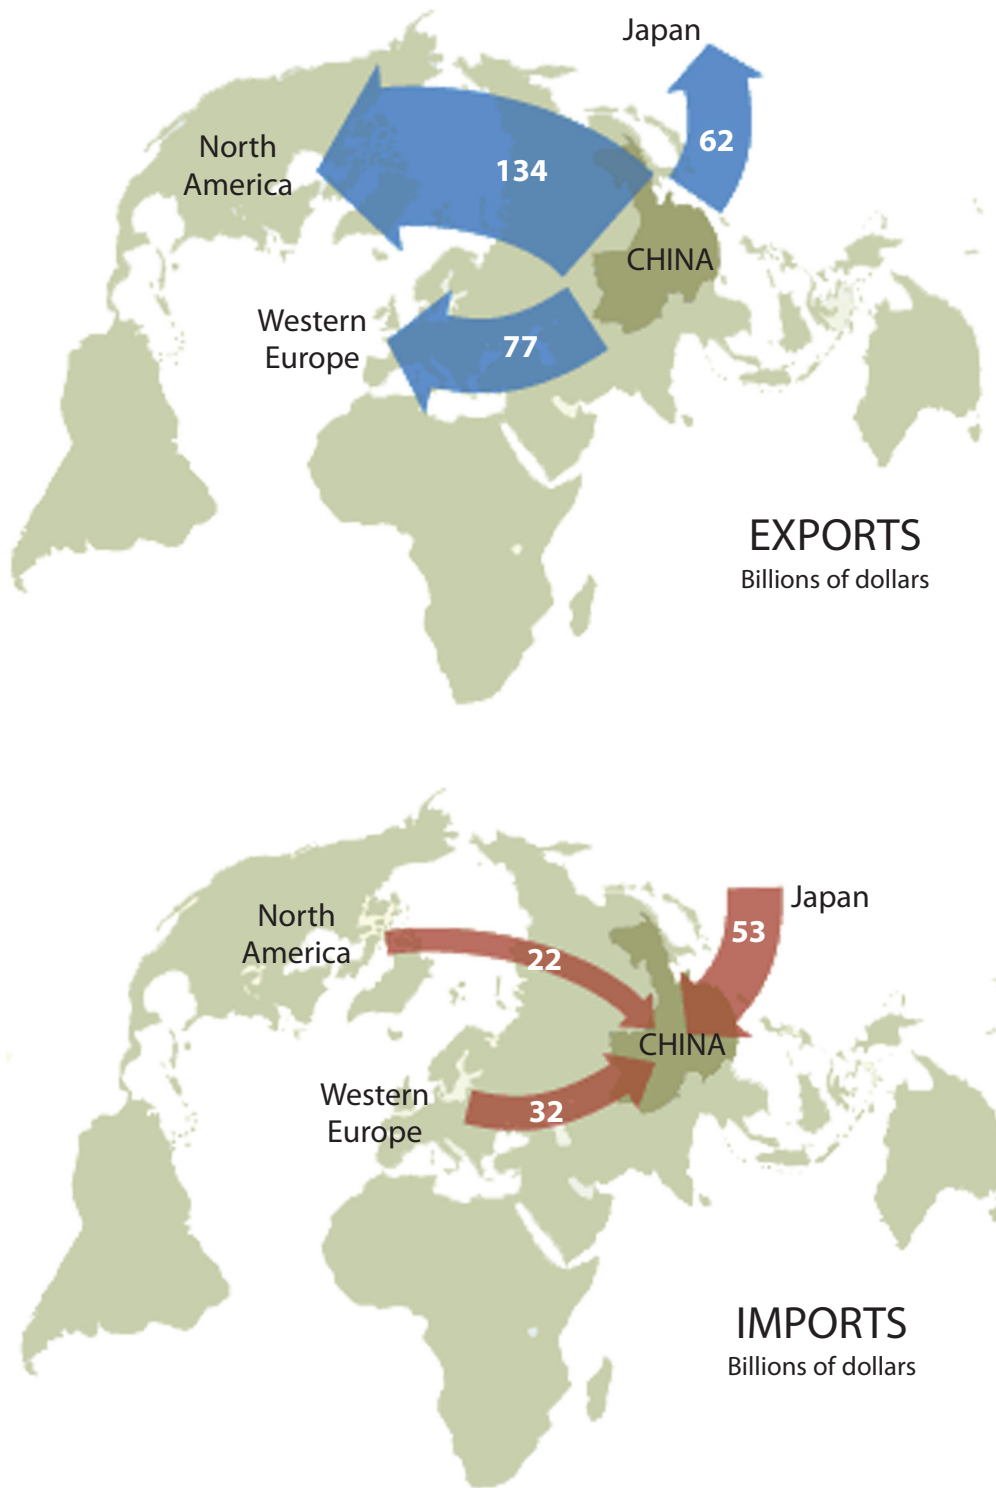 Japan
62
North
America
134
CHINA
Western
Europe
77
EXPORTS
Billions of dollars
Japan
53
North
America
22
CHINA
Western
Europe
32
IMPORTS
Billions of dollars